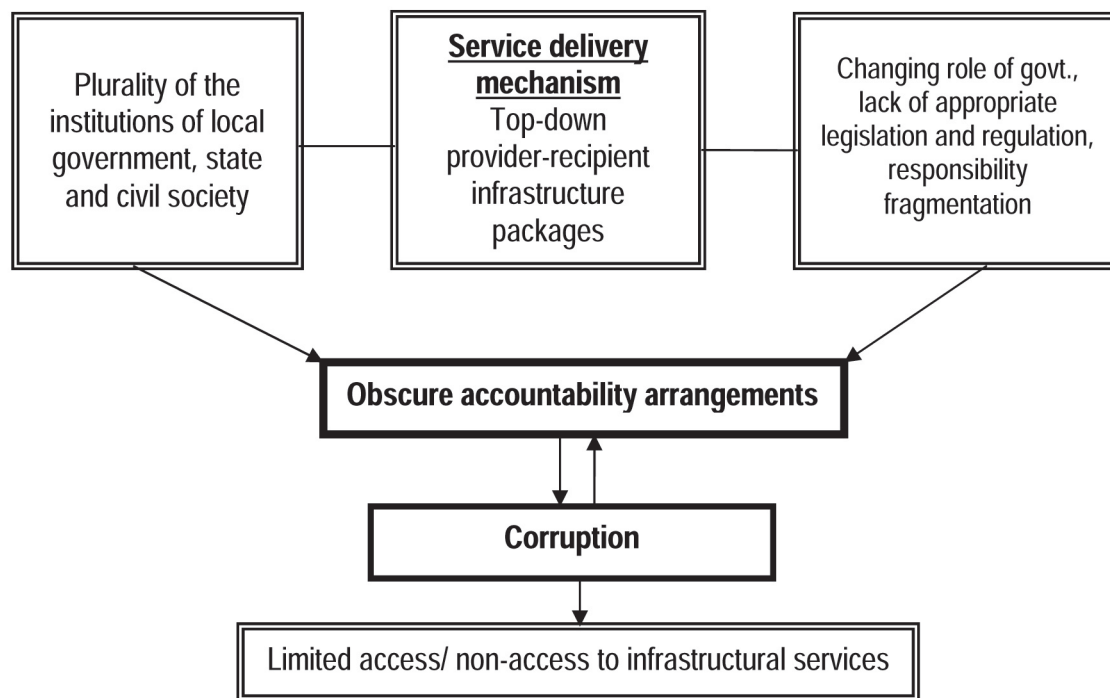 Plurality of the
institutions of local
government, state
and civil society
Service delivery
mechanism
Top-down
provider-recipient
infrastructure
packages
Changing role of govt.,
lack of appropriate
legislation and regulation,
responsibility
fragmentation
Obscure accountability arrangements
Corruption
Limited access/ non-access to infrastructural services